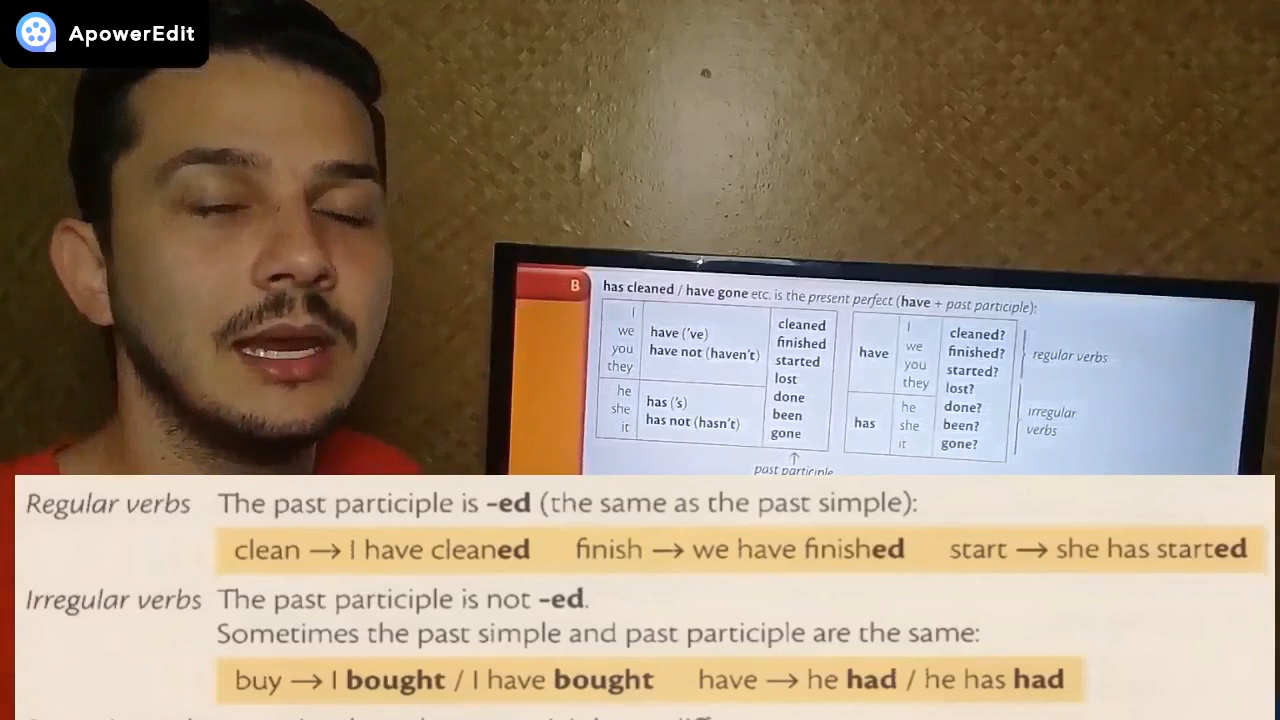 ApowerEdit
B
has cleaned / have gone etc. is the present perfect (have + past participle):
I
we
you
they
have ('ve)
have not (haven't)
he
she
it
has ('s)
has not (hasn't)
cleaned
finished
started
lost
done
been
gone
have
I
we
you
they
has
he
she
it
cleaned?
finished?
started?
lost?
done?
been?
gone?
regular verbs
irregular
verbs
past participle
Regular verbs The past participle is -ed (the same as the past simple):
clean → I have cleaned finish → we have finished start → she has started
Irregular verbs The past participle is not -ed.
Sometimes the past simple and past participle are the same:
buy → I bought / I have bought have → he had / he has had